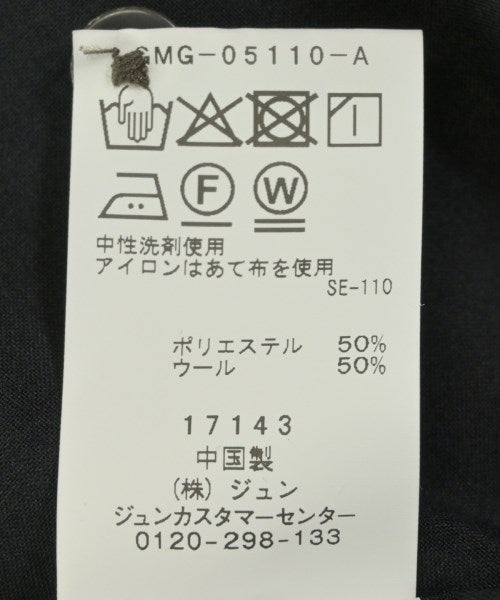 GMG-05110-A
F W
中性洗剤使用
アイロンはあて布を使用
SE-110
ポリエステル 50%
ウール 50%
17143
中国製
(株)ジュン
ジュンカスタマーセンター
0120-298-133